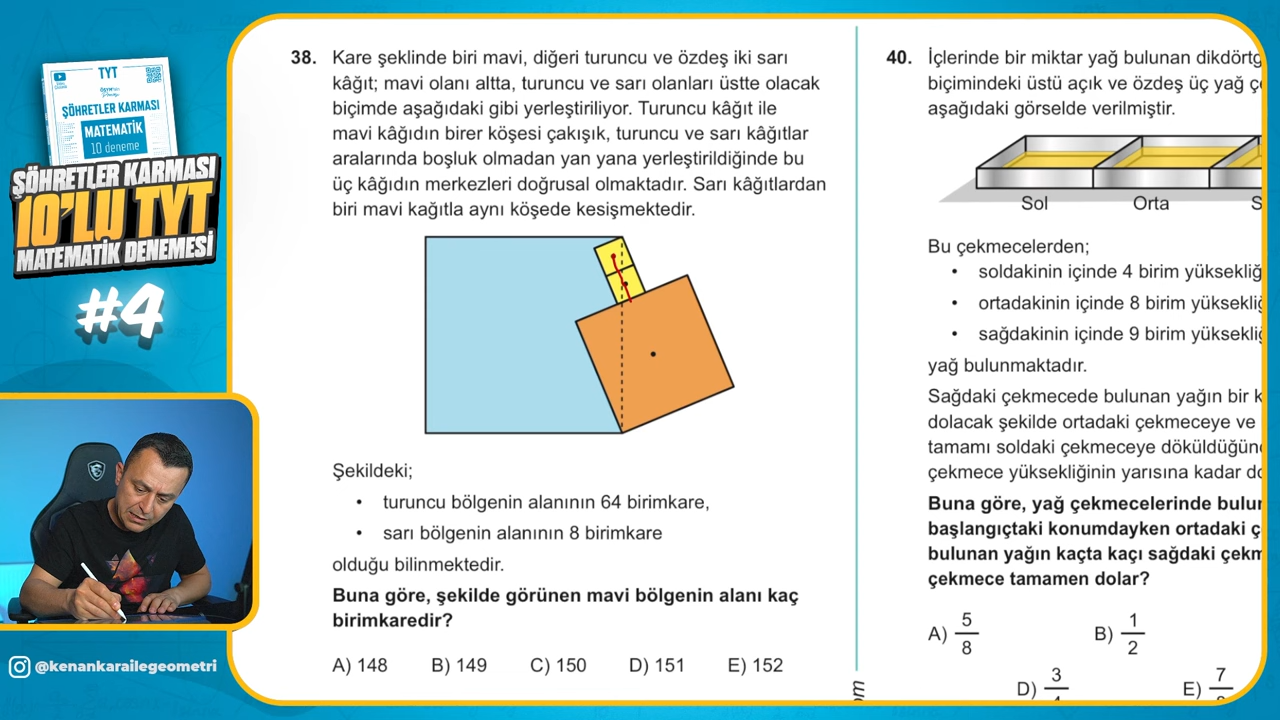 TYT
ÖSYM'nin
ŞÖHRETLER KARMASI
MATEMATİK
10 deneme
ŞÖHRETLER KARMASI
10'LU TYT
MATEMATİK DENEMESİ
#4
@kenankarailegeometri
38. Kare şeklinde biri mavi, diğeri turuncu ve özdeş iki sarı
kâğıt; mavi olanı altta, turuncu ve sarı olanları üstte olacak
biçimde aşağıdaki gibi yerleştiriliyor. Turuncu kâğıt ile
mavi kâğıdın birer köşesi çakışık, turuncu ve sarı kâğıtlar
aralarında boşluk olmadan yan yana yerleştirildiğinde bu
üç kâğıdın merkezleri doğrusal olmaktadır. Sarı kâğıtlardan
biri mavi kağıtla aynı köşede kesişmektedir.
Şekildeki;
• turuncu bölgenin alanının 64 birimkare,
• sarı bölgenin alanının 8 birimkare
olduğu bilinmektedir.
Buna göre, şekilde görünen mavi bölgenin alanı kaç
birimkaredir?
A) 148 B) 149 C) 150 D) 151 E) 152
40. İçlerinde bir miktar yağ bulunan dikdörtg
biçimindeki üstü açık ve özdeş üç yağ çe
aşağıdaki görselde verilmiştir.
Sol Orta S
Bu çekmecelerden;
• soldakinin içinde 4 birim yüksekliğ
• ortadakinin içinde 8 birim yüksekliğ
• sağdakinin içinde 9 birim yüksekliğ
yağ bulunmaktadır.
Sağdaki çekmecede bulunan yağın bir k
dolacak şekilde ortadaki çekmeceye ve
tamamı soldaki çekmeceye döküldüğün
çekmece yüksekliğinin yarısına kadar do
Buna göre, yağ çekmecelerinde bulun
başlangıçtaki konumdayken ortadaki ç
bulunan yağın kaçta kaçı sağdaki çekm
çekmece tamamen dolar?
A) 5/8 B) 1/2
D) 3/4 E) 7/
om